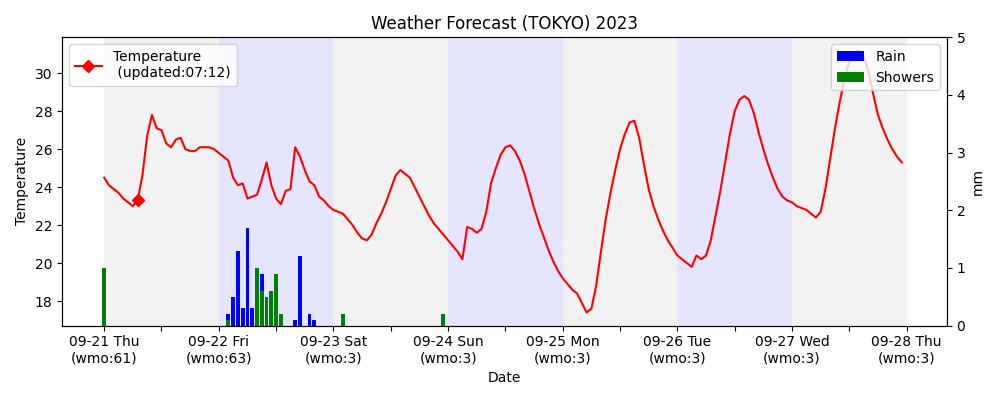 Weather Forecast (TOKYO) 2023
Temperature
(updated:07:12)
Rain
Showers
30
28
26
24
22
20
18
Temperature
5
4
3
2
1
0
mm
09-21 Thu
(wmo:61)
09-22 Fri
(wmo:63)
09-23 Sat
(wmo:3)
09-24 Sun
(wmo:3)
09-25 Mon
(wmo:3)
09-26 Tue
(wmo:3)
09-27 Wed
(wmo:3)
09-28 Thu
(wmo:3)
Date